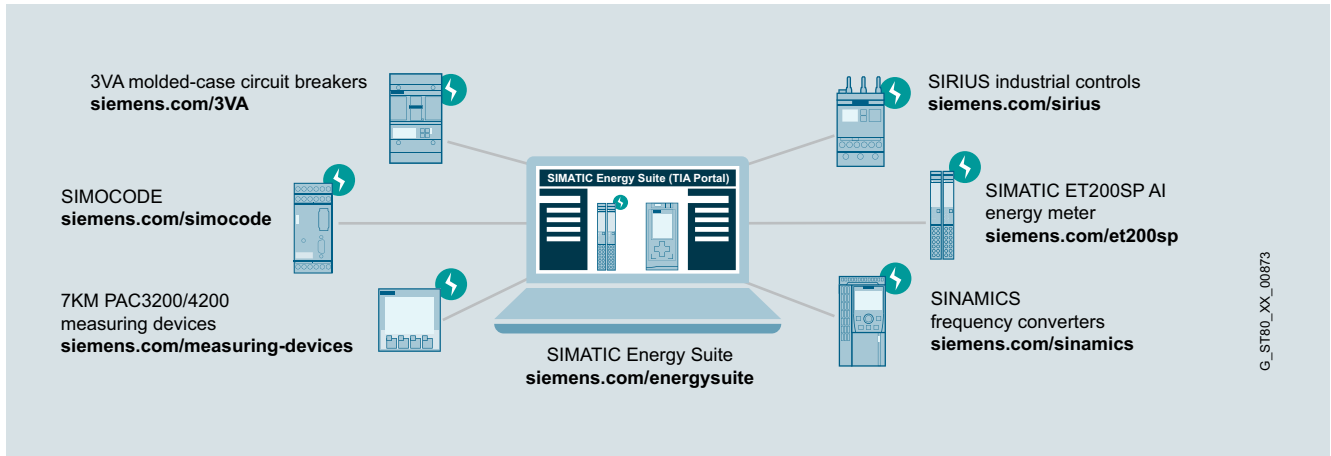 3VA molded-case circuit breakers
siemens.com/3VA
SIMOCODE
siemens.com/simocode
7KM PAC3200/4200
measuring devices
siemens.com/measuring-devices
SIMATIC Energy Suite (TIA Portal)
SIMATIC Energy Suite
siemens.com/energysuite
SIRIUS industrial controls
siemens.com/sirius
SIMATIC ET200SP AI
energy meter
siemens.com/et200sp
SINAMICS
frequency converters
siemens.com/sinamics
G_ST80_XX_00873